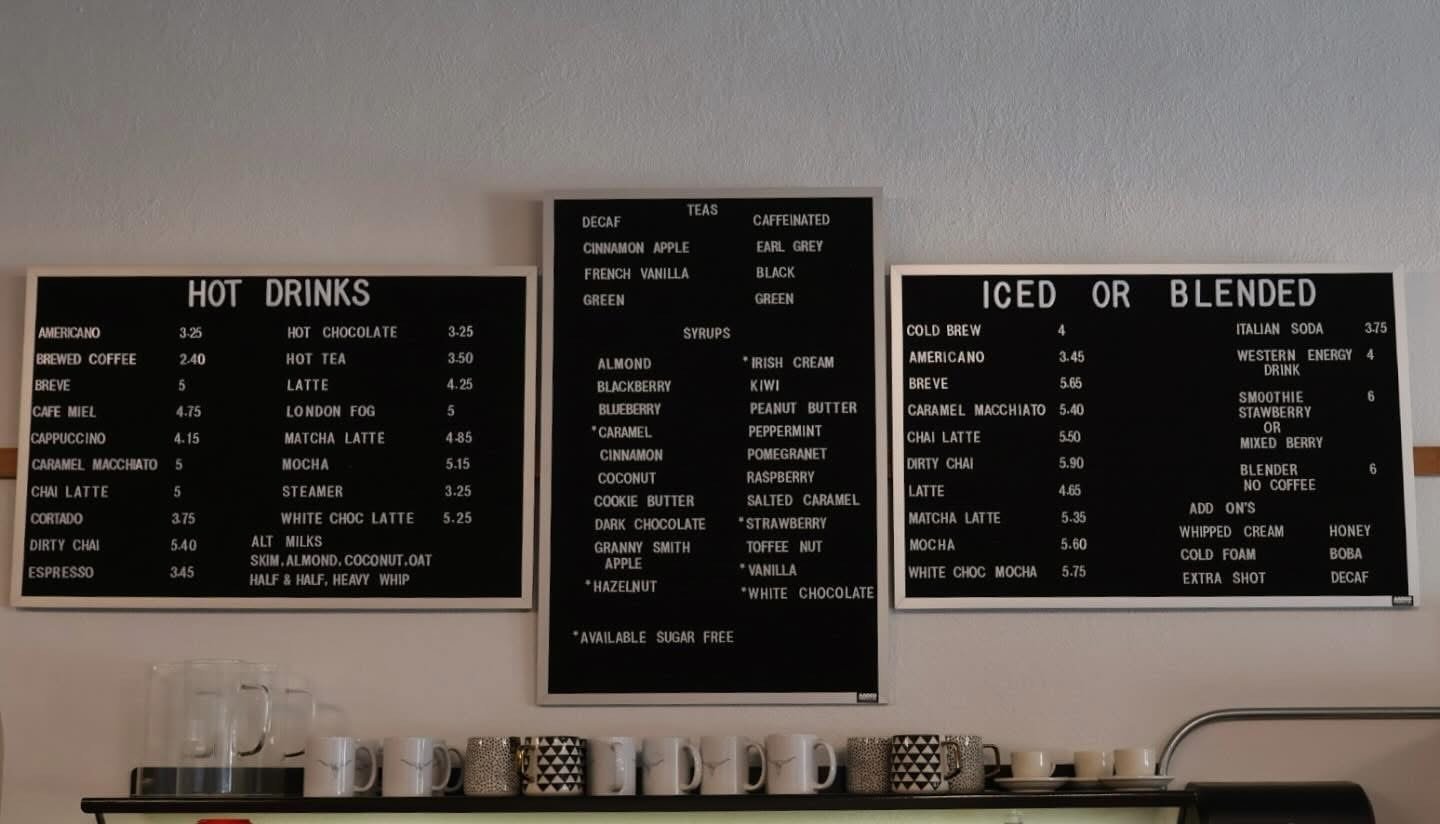 HOT DRINKS
AMERICANO 3.25
BREWED COFFEE 2.40
BREVE 5
CAFE MIEL 4.75
CAPPUCCINO 4.15
CARAMEL MACCHIATO 5
CHAI LATTE 5
CORTADO 3.75
DIRTY CHAI 5.40
ESPRESSO 3.45
HOT CHOCOLATE 3.25
HOT TEA 3.50
LATTE 4.25
LONDON FOG 5
MATCHA LATTE 4.85
MOCHA 5.15
STEAMER 3.25
WHITE CHOC LATTE 5.25
ALT MILKS
SKIM, ALMOND, COCONUT, OAT
HALF & HALF, HEAVY WHIP
TEAS
DECAF
CINNAMON APPLE
FRENCH VANILLA
GREEN
CAFFEINATED
EARL GREY
BLACK
GREEN
SYRUPS
ALMOND
BLACKBERRY
BLUEBERRY
*CARAMEL
CINNAMON
COCONUT
COOKIE BUTTER
DARK CHOCOLATE
GRANNY SMITH
APPLE
*HAZELNUT
*IRISH CREAM
KIWI
PEANUT BUTTER
PEPPERMINT
POMEGRANET
RASPBERRY
SALTED CARAMEL
*STRAWBERRY
TOFFEE NUT
*VANILLA
*WHITE CHOCOLATE
*AVAILABLE SUGAR FREE
ICED OR BLENDED
COLD BREW 4
AMERICANO 3.45
BREVE 5.65
CARAMEL MACCHIATO 5.40
CHAI LATTE 5.50
DIRTY CHAI 5.90
LATTE 4.65
MATCHA LATTE 5.35
MOCHA 5.60
WHITE CHOC MOCHA 5.75
ITALIAN SODA 3.75
WESTERN ENERGY 4
DRINK
SMOOTHIE 6
STAWBERRY
OR
MIXED BERRY
BLENDER 6
NO COFFEE
ADD ON'S
WHIPPED CREAM HONEY
COLD FOAM BOBA
EXTRA SHOT DECAF